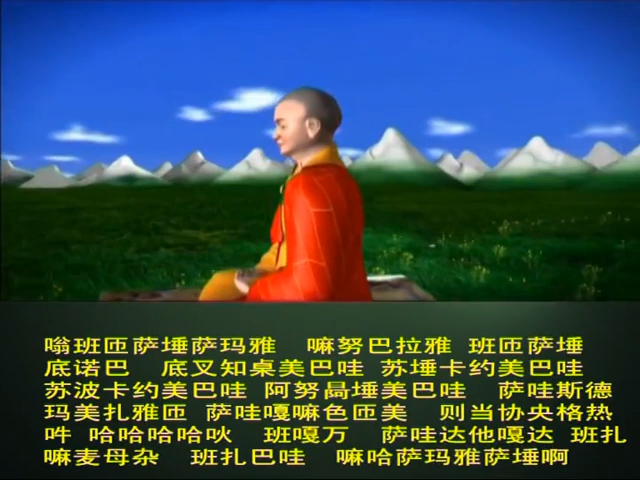 嗡班匝萨埵萨玛雅 嘛努巴拉雅 班匝萨埵
底诺巴 底叉知桌美巴哇 苏埵卡约美巴哇
苏波卡约美巴哇 阿努晶埵美巴哇 萨哇斯德
玛美扎雅匝 萨哇嘎嘛色匝美 则当协央格热
吽 哈哈哈哈吙 班嘎万 萨哇达他嘎达 班扎
嘛麦母杂 班扎巴哇 嘛哈萨玛雅萨埵啊